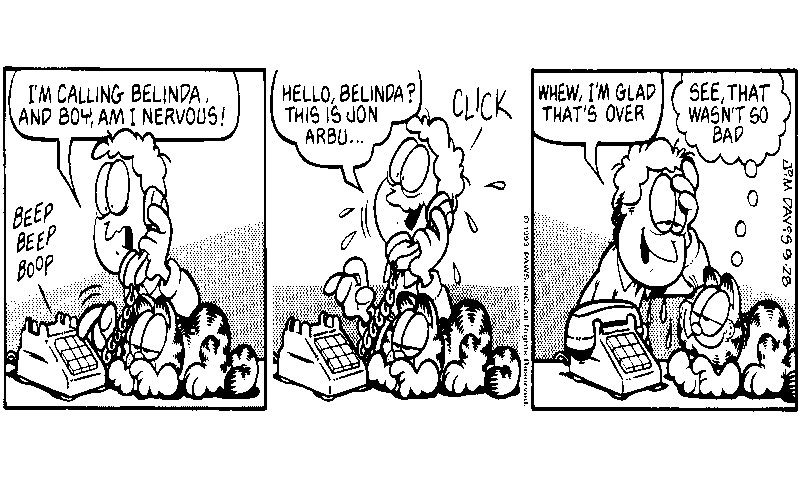 I'M CALLING BELINDA,
AND BOY, AM I NERVOUS!
BEEP
BEEP
BOOP
HELLO, BELINDA?
THIS IS JON
ARBU...
CLICK
© 1993 PAWS, INC. All Rights Reserved.
WHEW, I'M GLAD
THAT'S OVER
SEE, THAT
WASN'T SO
BAD
JIM DAVIS 9-28